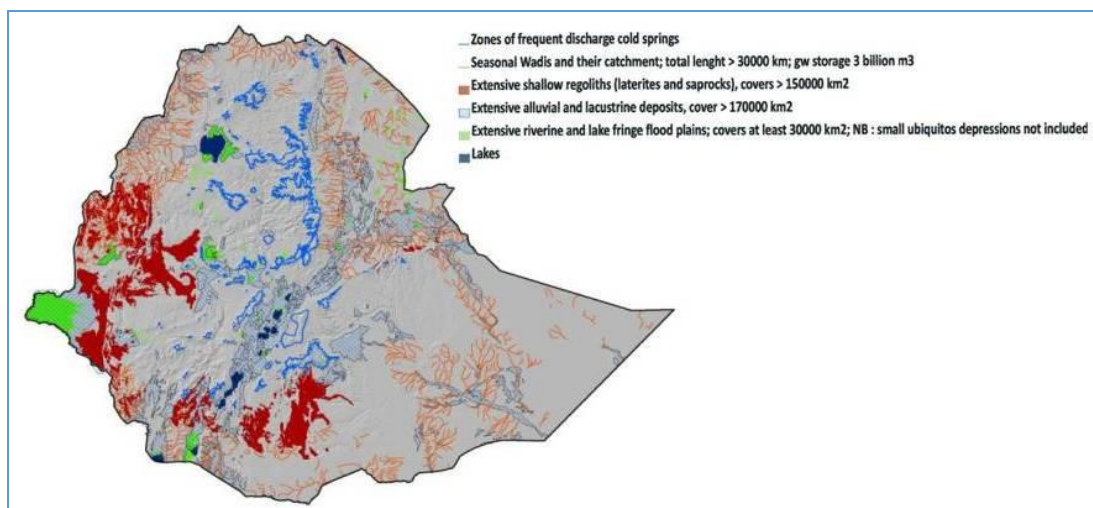 Zones of frequent discharge cold springs
Seasonal Wadis and their catchment; total lenght > 30000 km; gw storage 3 billion m3
Extensive shallow regoliths (laterites and saprocks), covers > 150000 km2
Extensive alluvial and lacustrine deposits, cover > 170000 km2
Extensive riverine and lake fringe flood plains; covers at least 30000 km2; NB : small ubiquitos depressions not included
Lakes